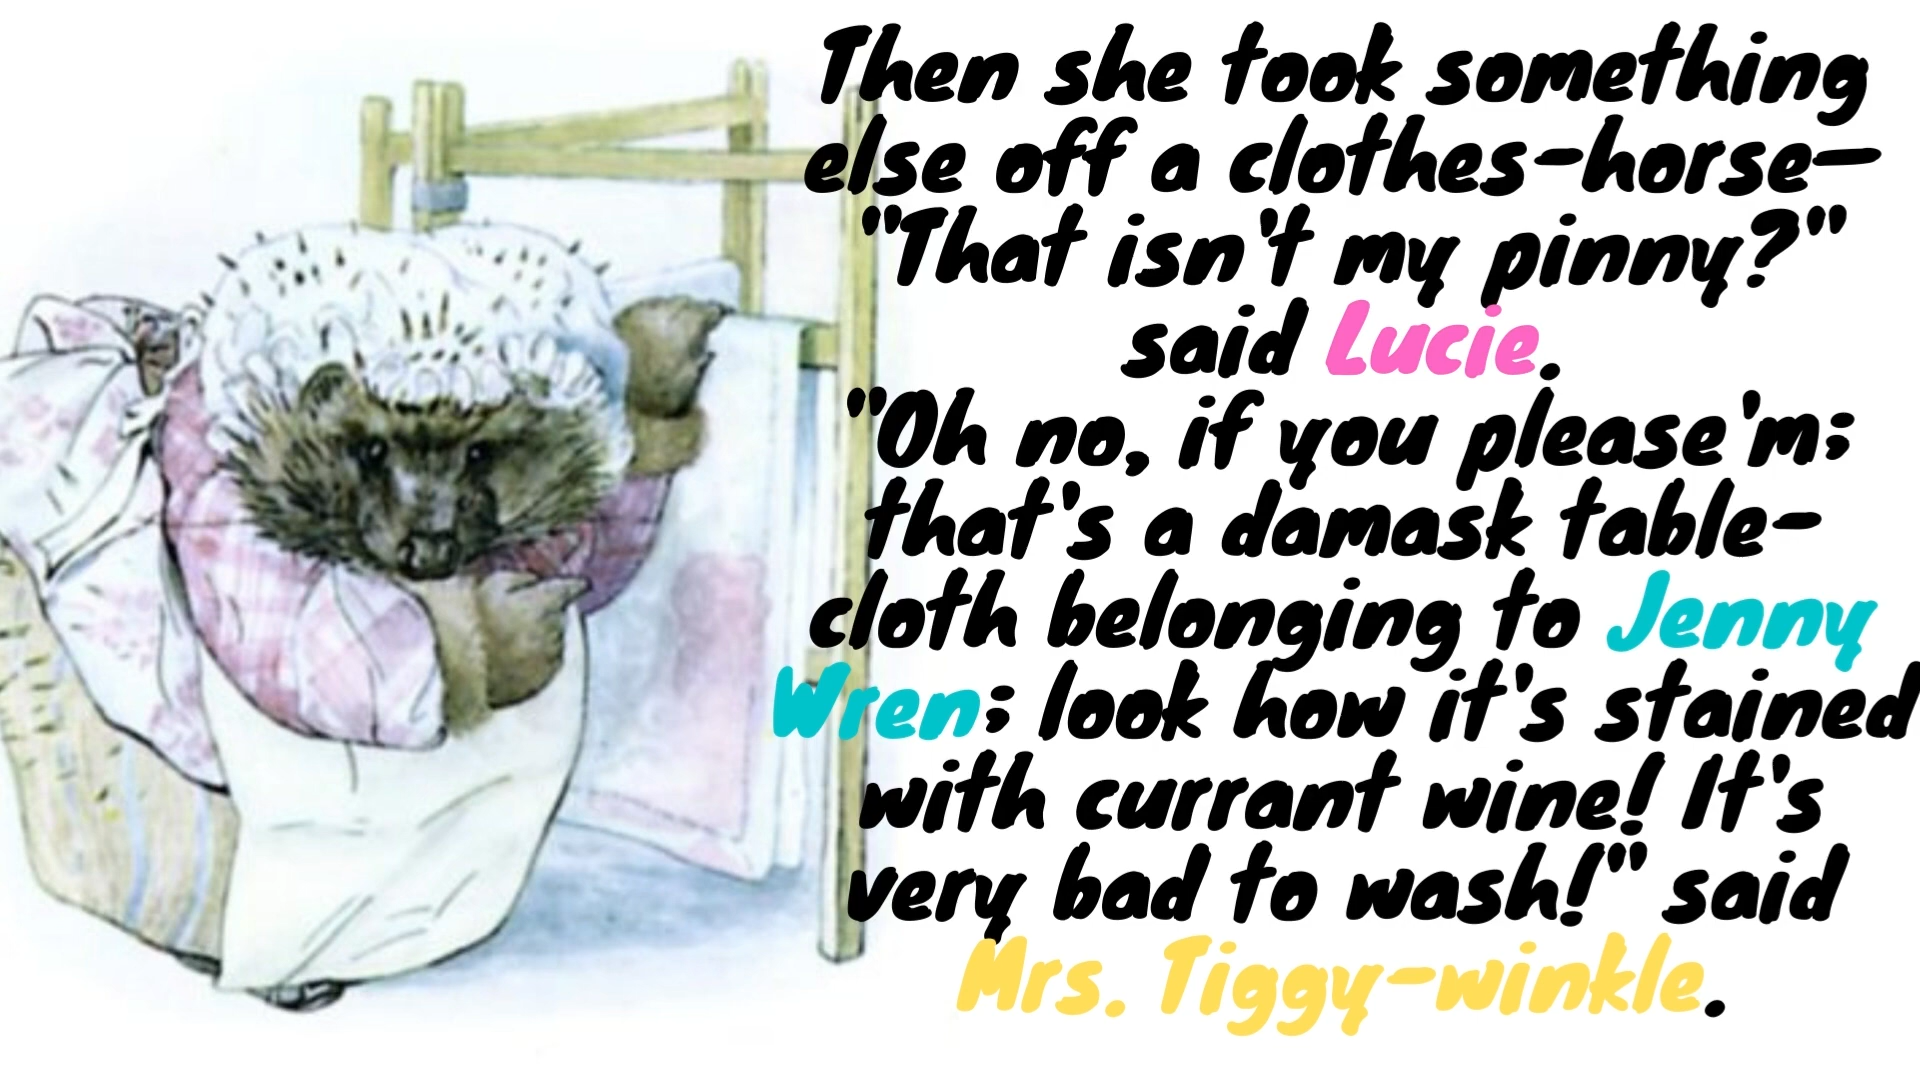 Then she took something
else off a clothes-horse—
"That isn't my pinny?"
said Lucie.
"Oh no, if you please'm;
that's a damask table-
cloth belonging to Jenny
Wren; look how it's stained
with currant wine! It's
very bad to wash!" said
Mrs. Tiggy-winkle.